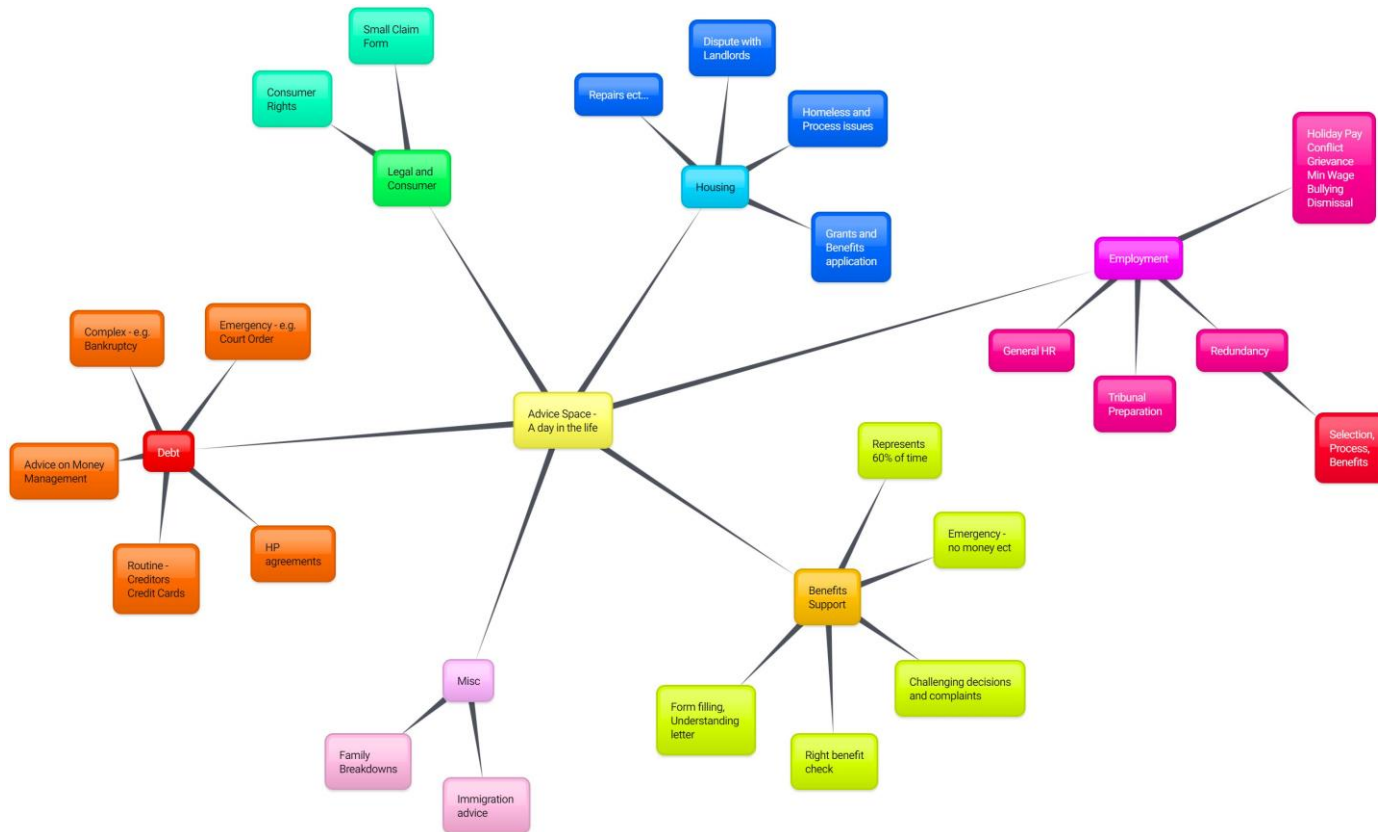 Small Claim
Form
Consumer
Rights
Legal and
Consumer
Dispute with
Landlords
Repairs ect...
Homeless and
Process issues
Housing
Grants and
Benefits
application
Holiday Pay
Conflict
Grievance
Min Wage
Bullying
Dismissal
Employment
General HR
Redundancy
Tribunal
Preparation
Selection,
Process,
Benefits
Complex - e.g.
Bankruptcy
Emergency - e.g.
Court Order
Debt
Advice on Money
Management
Routine -
Creditors
Credit Cards
HP
agreements
Advice Space -
A day in the life
Represents
60% of time
Emergency -
no money ect
Benefits
Support
Challenging decisions
and complaints
Form filling,
Understanding
letter
Right benefit
check
Misc
Family
Breakdowns
Immigration
advice